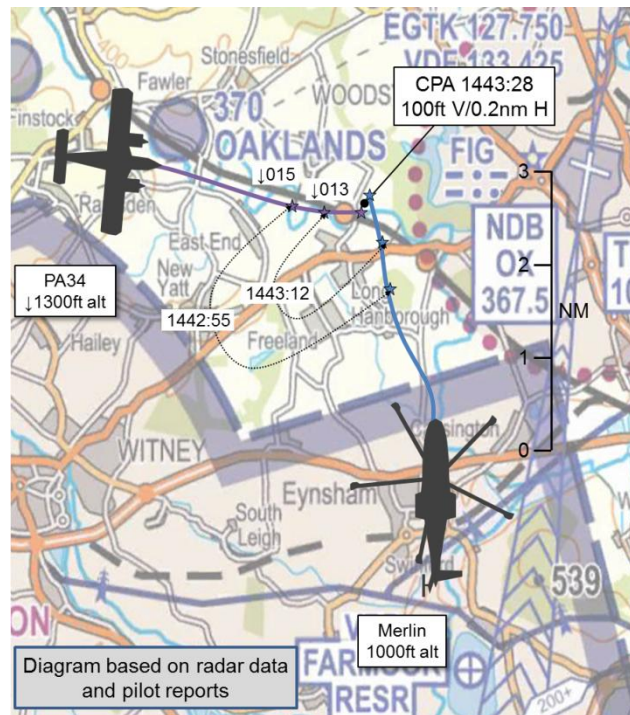 400
EGTK 127.750
VDF 133.425
Stonesfield
Fawler
WOODS
CPA 1443:28
100ft V/0.2nm H
Finstock
370
OAKLANDS
↓015
↓013
FIG
3
East End
New
Yatt
NDB
OX
367.5
2
PA34
↓1300ft alt
1443:12
1442:55
Long
Hanborough
NM
Hailey
Freeland
1
WITNEY
0
Eynsham
South
Leigh
539
Merlin
1000ft alt
Diagram based on radar data
and pilot reports
RESR
200+